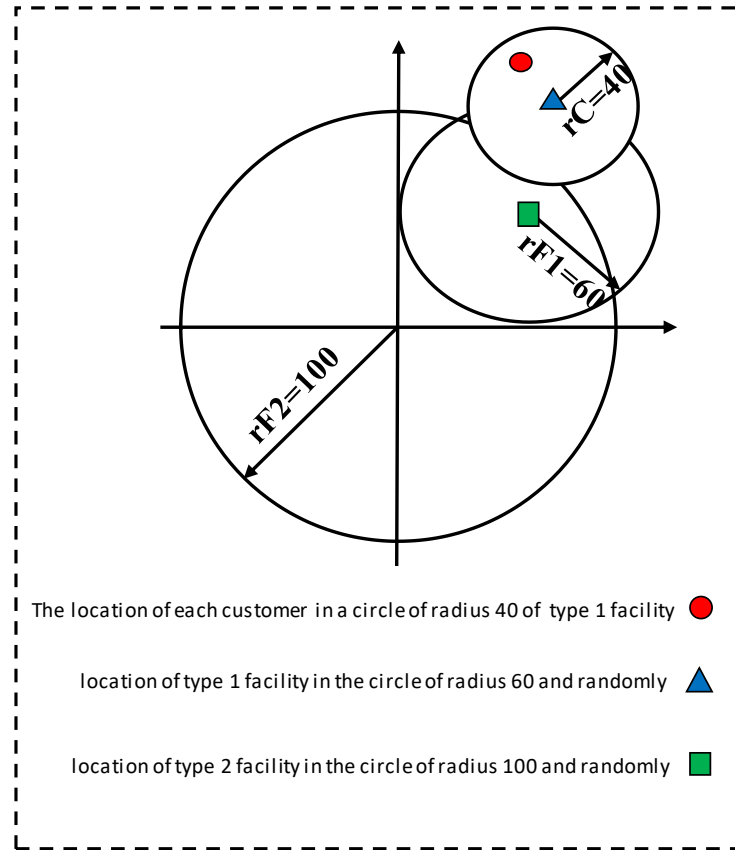 rC=40
rF1=60
rF2=100
The location of each customer in a circle of radius 40 of type 1 facility
location of type 1 facility in the circle of radius 60 and randomly
location of type 2 facility in the circle of radius 100 and randomly